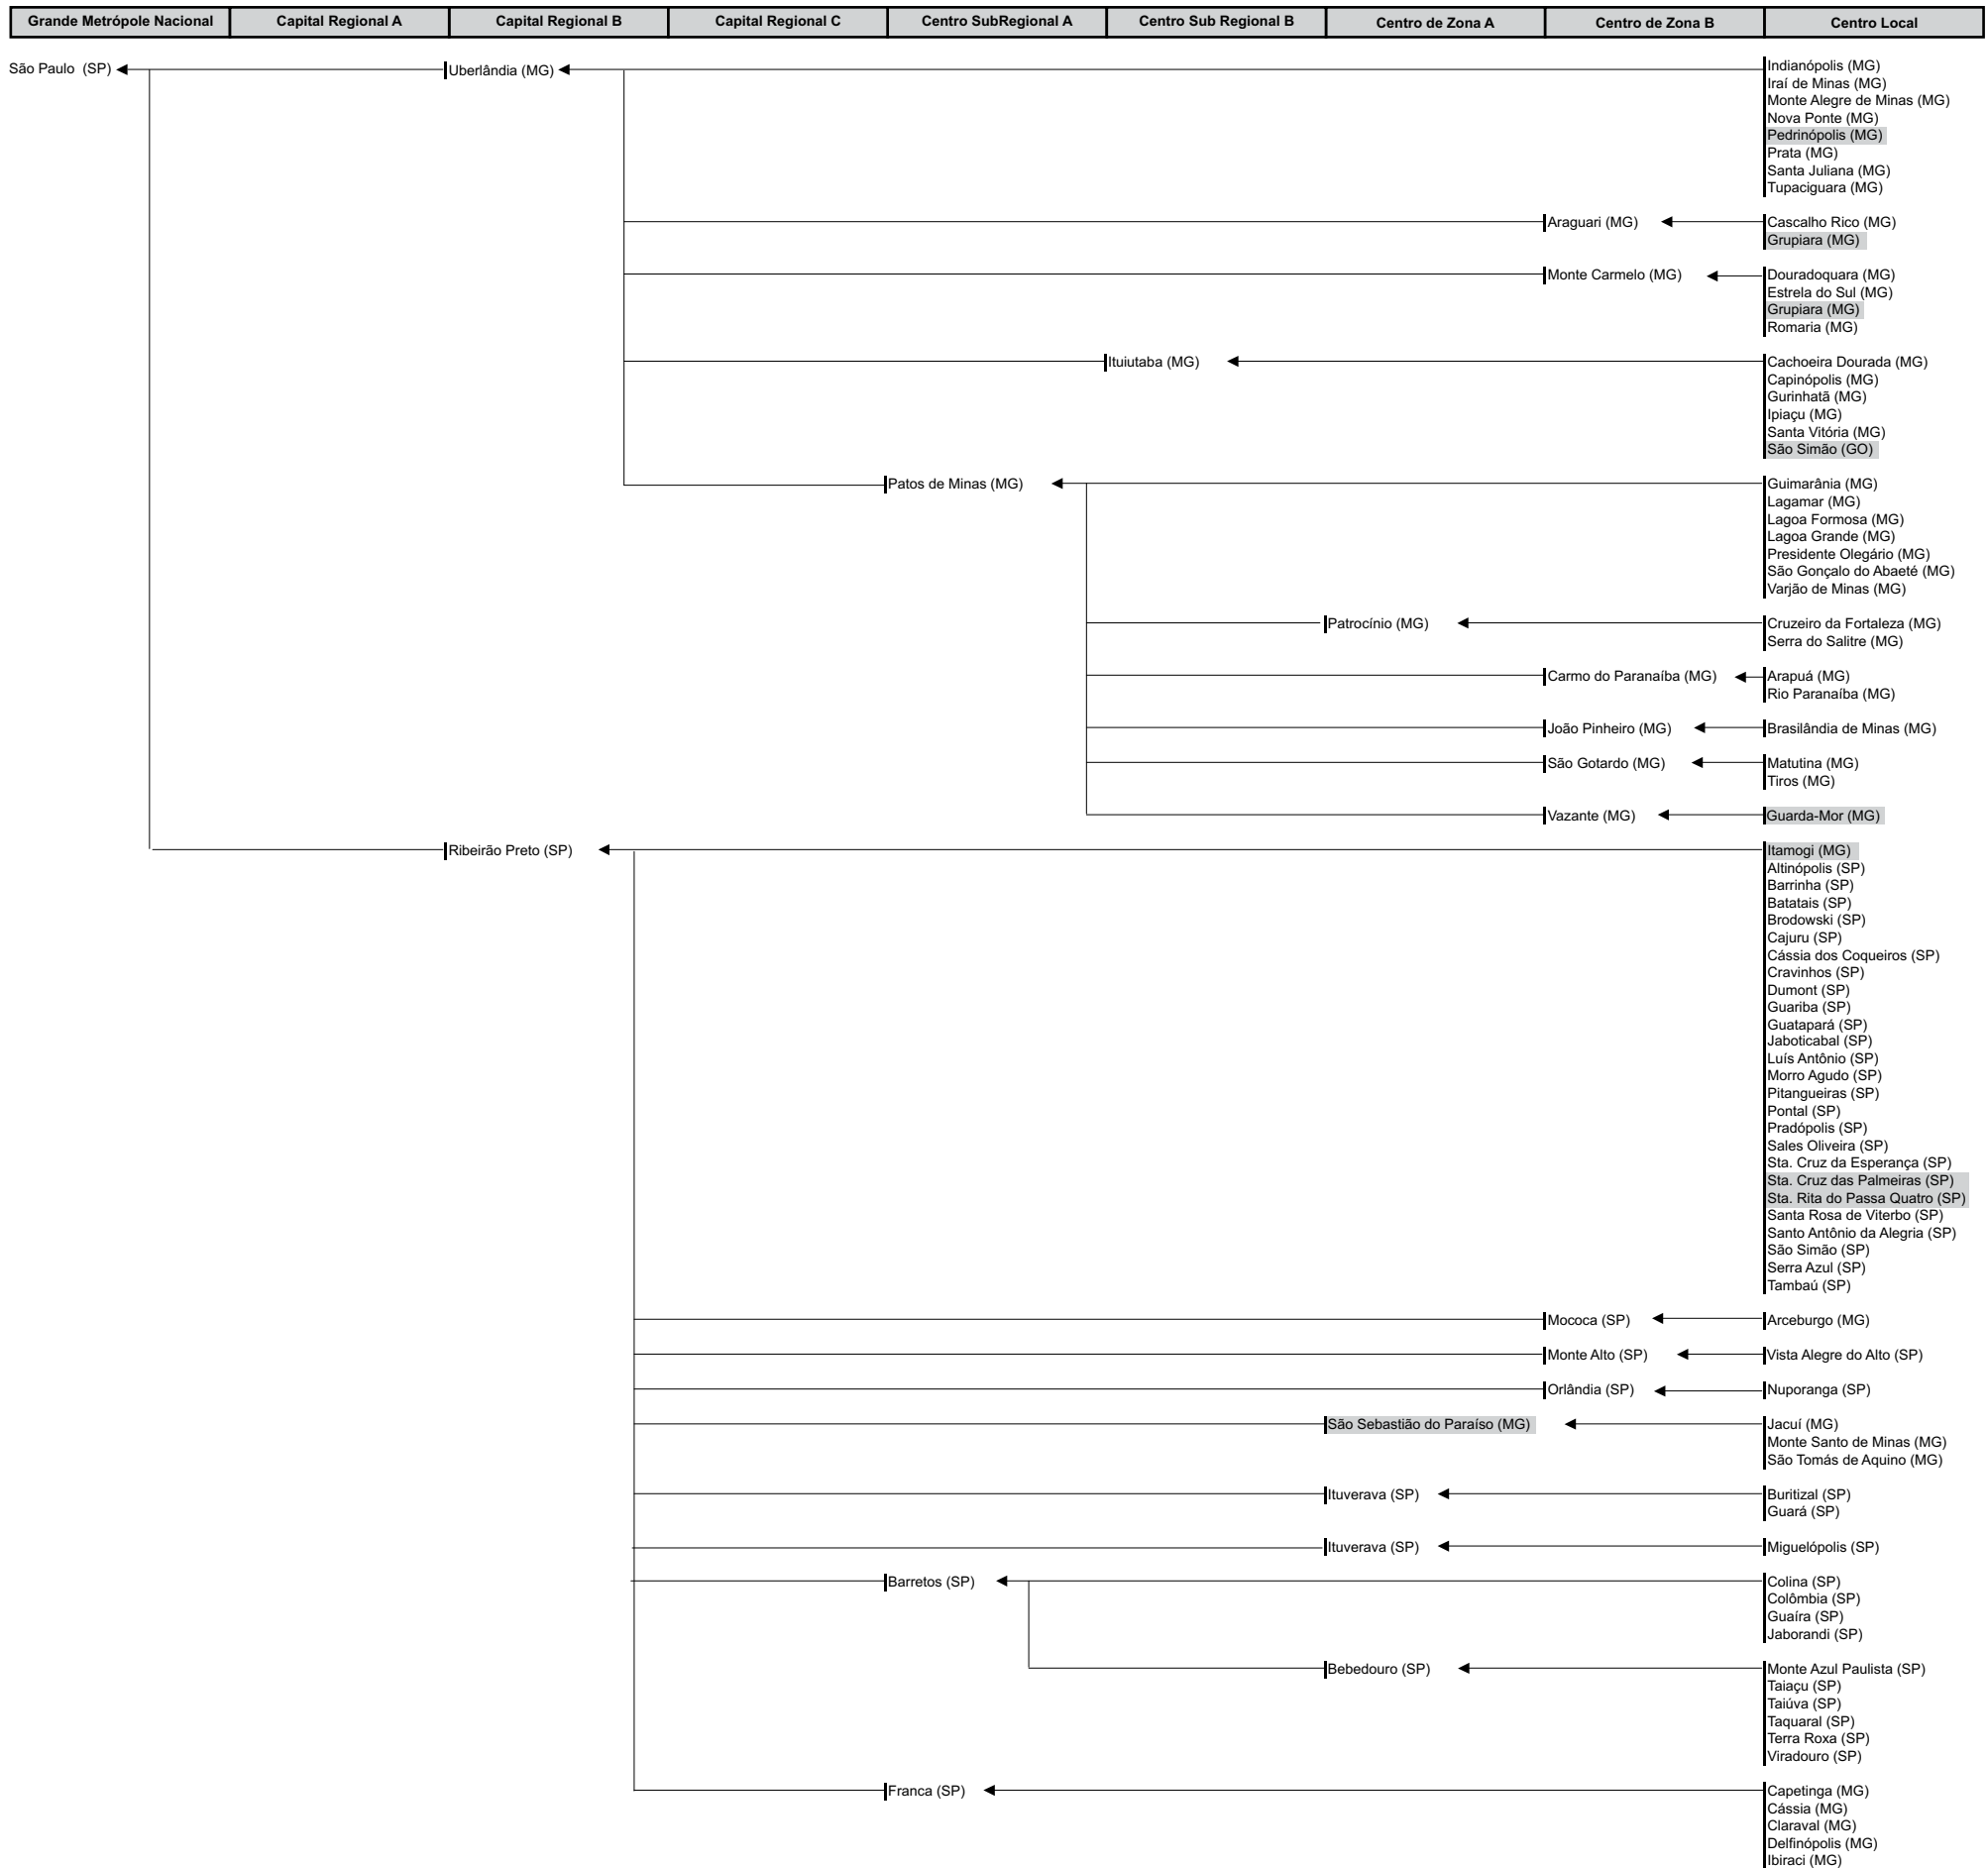 Grande Metrópole Nacional
Capital Regional A
Capital Regional B
Capital Regional C
Centro SubRegional A
Centro Sub Regional B
Centro de Zona A
Centro de Zona B
Centro Local
São Paulo (SP)
Uberlândia (MG)
Indianópolis (MG)
Iraí de Minas (MG)
Monte Alegre de Minas (MG)
Nova Ponte (MG)
Pedrinópolis (MG)
Prata (MG)
Santa Juliana (MG)
Tupaciguara (MG)
Araguari (MG)
Cascalho Rico (MG)
Grupiara (MG)
Monte Carmelo (MG)
Douradoquara (MG)
Estrela do Sul (MG)
Grupiara (MG)
Romaria (MG)
Ituiutaba (MG)
Cachoeira Dourada (MG)
Capinópolis (MG)
Gurinhatã (MG)
Ipiaçu (MG)
Santa Vitória (MG)
São Simão (GO)
Patos de Minas (MG)
Guimarânia (MG)
Lagamar (MG)
Lagoa Formosa (MG)
Lagoa Grande (MG)
Presidente Olegário (MG)
São Gonçalo do Abaeté (MG)
Varjão de Minas (MG)
Patrocínio (MG)
Cruzeiro da Fortaleza (MG)
Serra do Salitre (MG)
Carmo do Paranaíba (MG)
Arapuá (MG)
Rio Paranaíba (MG)
João Pinheiro (MG)
Brasilândia de Minas (MG)
São Gotardo (MG)
Matutina (MG)
Tiros (MG)
Vazante (MG)
Guarda-Mor (MG)
Ribeirão Preto (SP)
Itamogi (MG)
Altinópolis (SP)
Barrinha (SP)
Batatais (SP)
Brodowski (SP)
Cajuru (SP)
Cássia dos Coqueiros (SP)
Cravinhos (SP)
Dumont (SP)
Guariba (SP)
Guatapará (SP)
Jaboticabal (SP)
Luís Antônio (SP)
Morro Agudo (SP)
Pitangueiras (SP)
Pontal (SP)
Pradópolis (SP)
Sales Oliveira (SP)
Sta. Cruz da Esperança (SP)
Sta. Cruz das Palmeiras (SP)
Sta. Rita do Passa Quatro (SP)
Santa Rosa de Viterbo (SP)
Santo Antônio da Alegria (SP)
São Simão (SP)
Serra Azul (SP)
Tambaú (SP)
Mococa (SP)
Arceburgo (MG)
Monte Alto (SP)
Vista Alegre do Alto (SP)
Orlândia (SP)
Nuporanga (SP)
São Sebastião do Paraíso (MG)
Jacuí (MG)
Monte Santo de Minas (MG)
São Tomás de Aquino (MG)
Ituverava (SP)
Buritizal (SP)
Guará (SP)
Ituverava (SP)
Miguelópolis (SP)
Barretos (SP)
Colina (SP)
Colômbia (SP)
Guaíra (SP)
Jaborandi (SP)
Bebedouro (SP)
Monte Azul Paulista (SP)
Taiaçu (SP)
Taiúva (SP)
Taquaral (SP)
Terra Roxa (SP)
Viradouro (SP)
Franca (SP)
Capetinga (MG)
Cássia (MG)
Claraval (MG)
Delfinópolis (MG)
Ibiraci (MG)